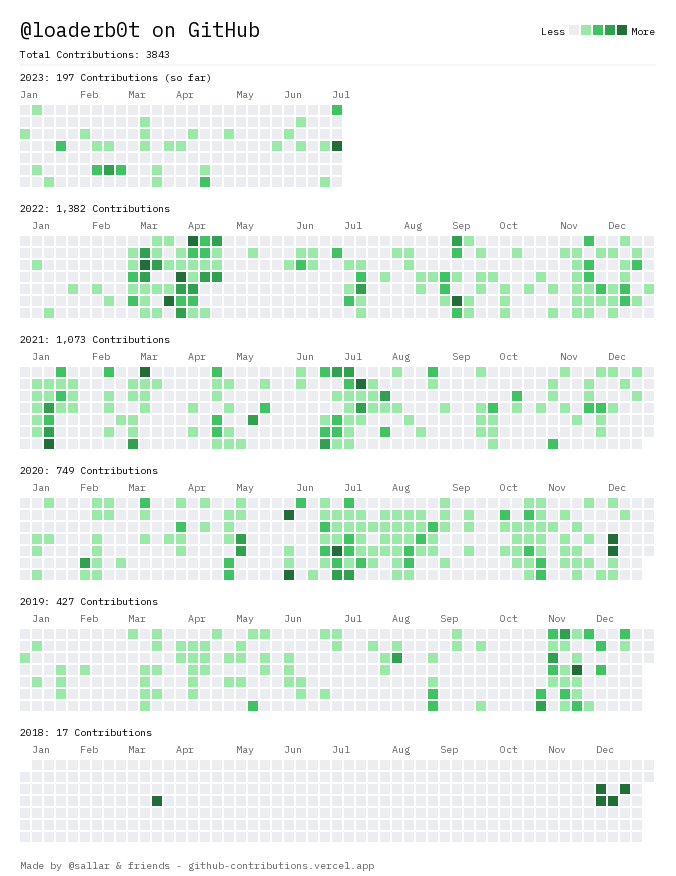 @loaderb0t on GitHub
Less More
Total Contributions: 3843
2023: 197 Contributions (so far)
Jan Feb Mar Apr May Jun Jul
2022: 1,382 Contributions
Jan Feb Mar Apr May Jun Jul Aug Sep Oct Nov Dec
2021: 1,073 Contributions
Jan Feb Mar Apr May Jun Jul Aug Sep Oct Nov Dec
2020: 749 Contributions
Jan Feb Mar Apr May Jun Jul Aug Sep Oct Nov Dec
2019: 427 Contributions
Jan Feb Mar Apr May Jun Jul Aug Sep Oct Nov Dec
2018: 17 Contributions
Jan Feb Mar Apr May Jun Jul Aug Sep Oct Nov Dec
Made by @sallar & friends - github-contributions.vercel.app